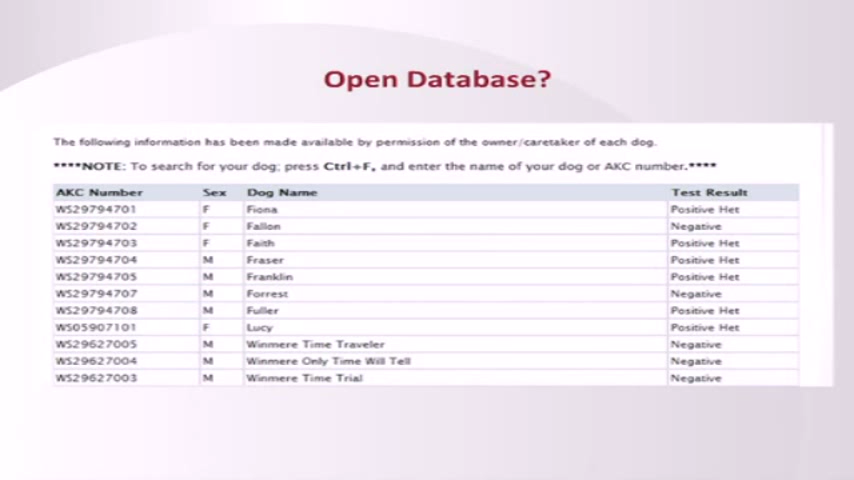 Open Database?
The following information has been made available by permission of the owner/caretaker of each dog.
****NOTE: To search for your dog; press Ctrl+F, and enter the name of your dog or AKC number.****
AKC Number Sex Dog Name Test Result
WS29794701 F Fiona Positive Het
WS29794702 F Fallon Negative
WS29794703 F Faith Positive Het
WS29794704 M Fraser Positive Het
WS29794705 M Franklin Positive Het
WS29794707 M Forrest Negative
WS29794708 M Fuller Positive Het
WS05907101 F Lucy Positive Het
WS29627005 M Winmere Time Traveler Negative
WS29627004 M Winmere Only Time Will Tell Negative
WS29627003 M Winmere Time Trial Negative